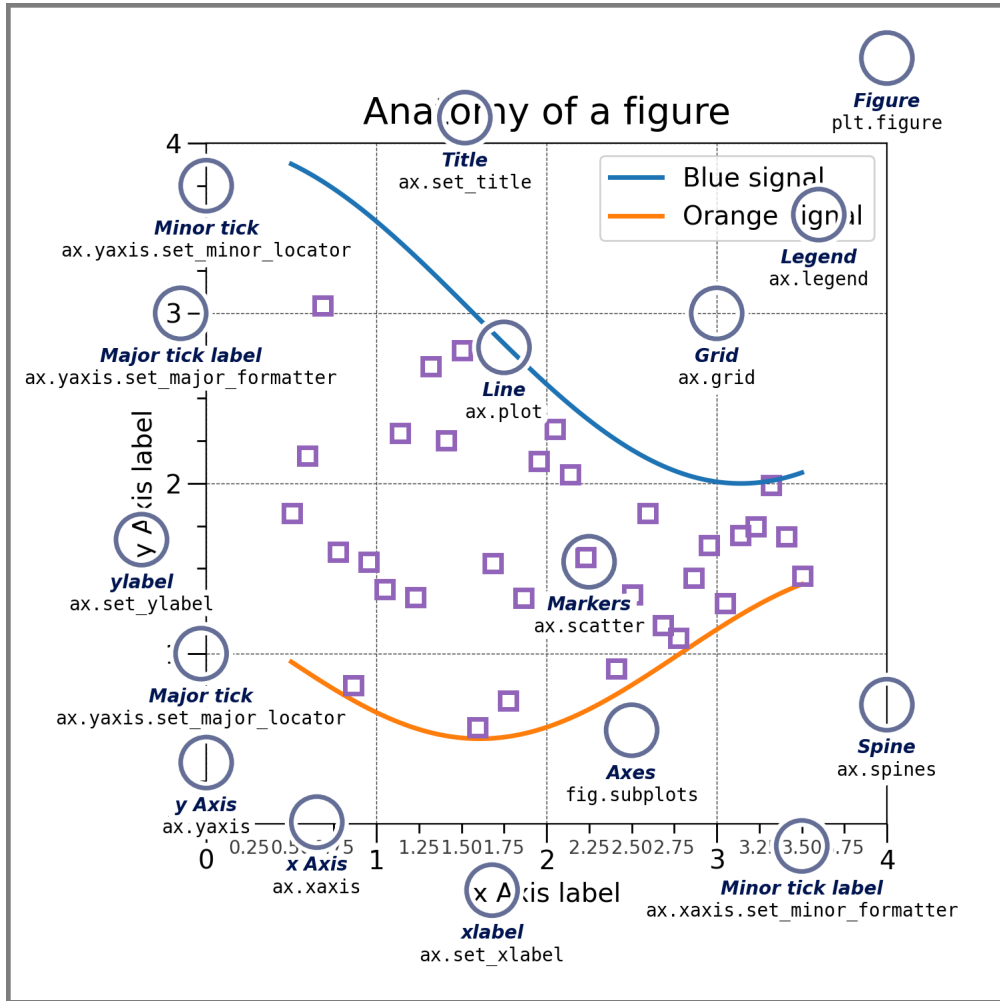 Figure
plt.figure
Anatomy of a figure
Title
ax.set_title
4
Blue signal
Orange ignal
Legend
ax.legend
Minor tick
ax.yaxis.set_minor_locator
3
Major tick label
ax.yaxis.set_major_formatter
Grid
ax.grid
Line
ax.plot
y Axis label
2
ylabel
ax.set_ylabel
Markers
ax.scatter
Major tick
ax.yaxis.set_major_locator
Spine
ax.spines
Axes
fig.subplots
y Axis
ax.yaxis
0.25
1.25 1.50 1.75
2.25 2.50 2.75
3.50
0 1 2 3 4
x Axis
ax.xaxis
x Axis label
Minor tick label
ax.xaxis.set_minor_formatter
xlabel
ax.set_xlabel